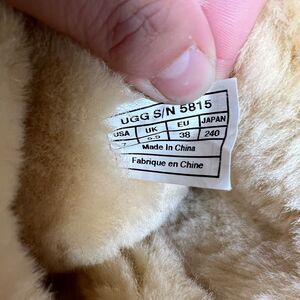 UGG S/N 5815
USA UK EU JAPAN
7 5.5 38 240
Made In China
Fabrique en Chine